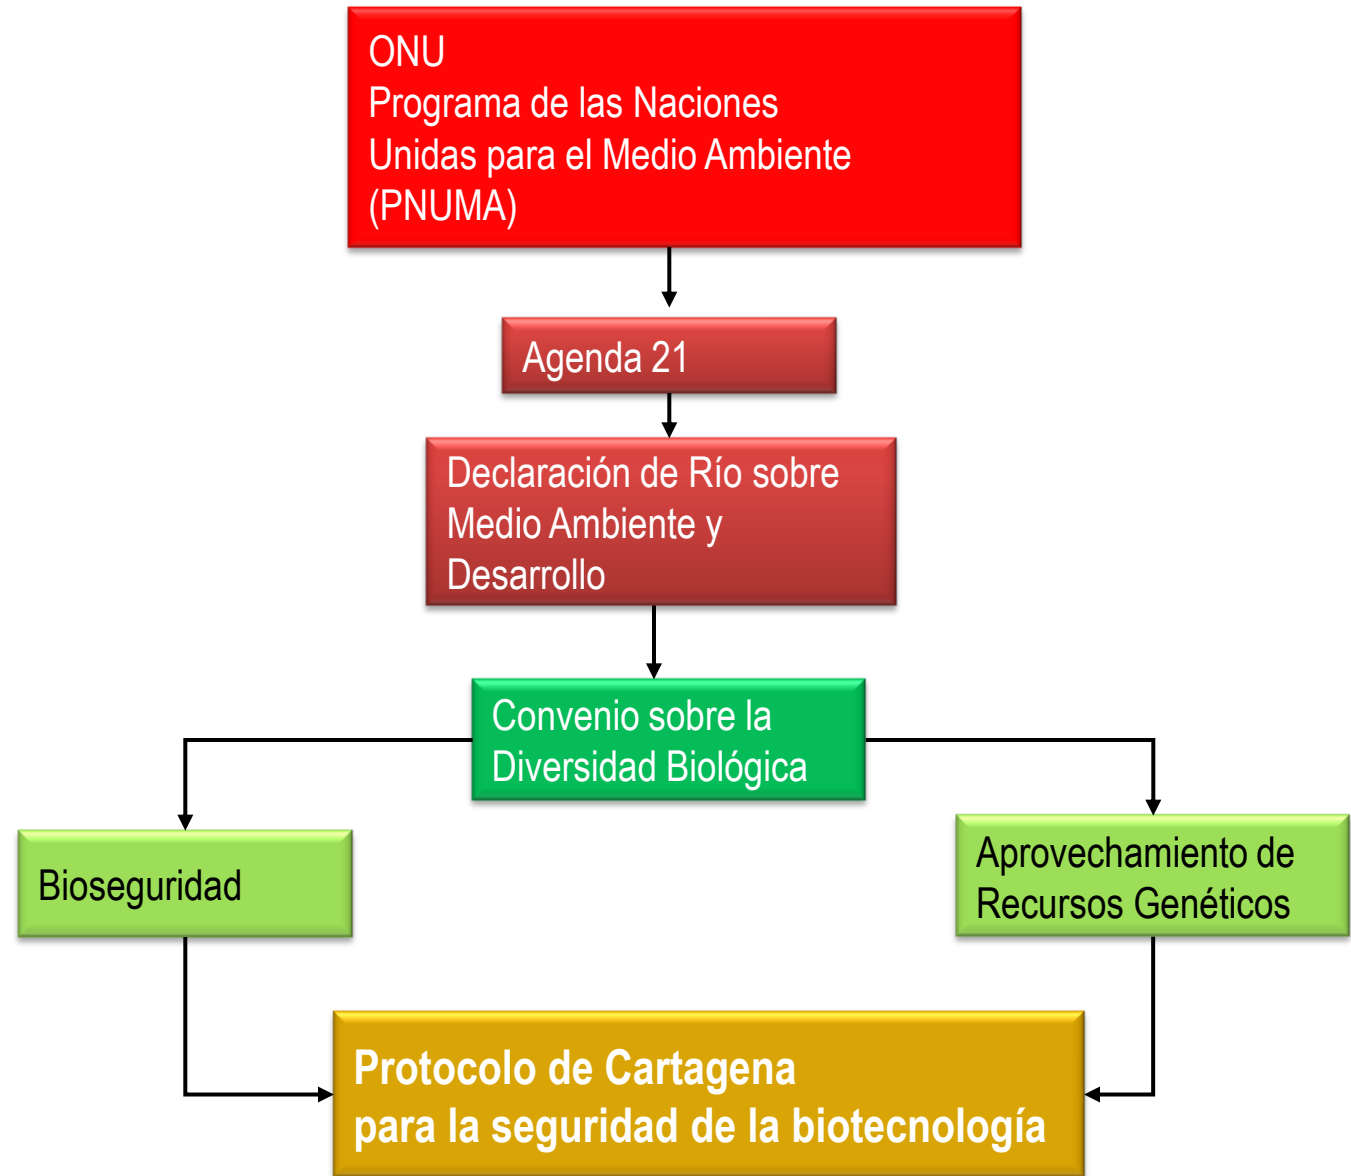 ONU
Programa de las Naciones
Unidas para el Medio Ambiente
(PNUMA)
Agenda 21
Declaración de Río sobre
Medio Ambiente y
Desarrollo
Convenio sobre la
Diversidad Biológica
Bioseguridad
Aprovechamiento de
Recursos Genéticos
Protocolo de Cartagena
para la seguridad de la biotecnología